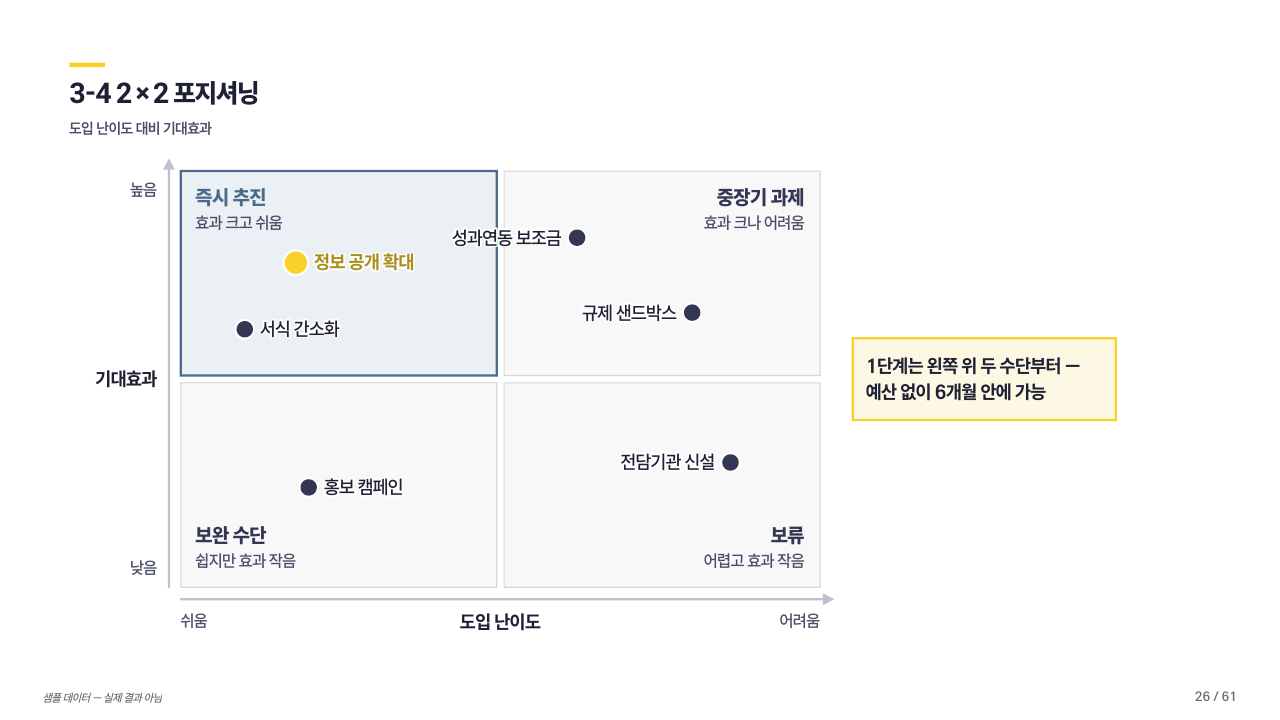 3-4 2×2 포지셔닝
도입 난이도 대비 기대효과
높음
즉시 추진
효과 크고 쉬움
중장기 과제
효과 크나 어려움
성과연동 보조금
정보 공개 확대
규제 샌드박스
서식 간소화
기대효과
1단계는 왼쪽 위 두 수단부터 —
예산 없이 6개월 안에 가능
전담기관 신설
홍보 캠페인
보완 수단
쉽지만 효과 작음
보류
어렵고 효과 작음
낮음
쉬움
도입 난이도
어려움
샘플 데이터 — 실제 결과 아님
26 / 61